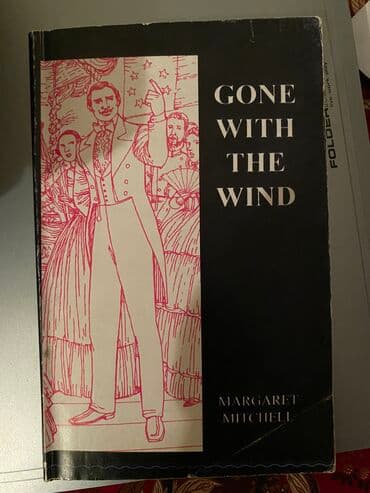 GONE
WITH
THE
WIND
MARGARET
MITCHELL
FOLDER